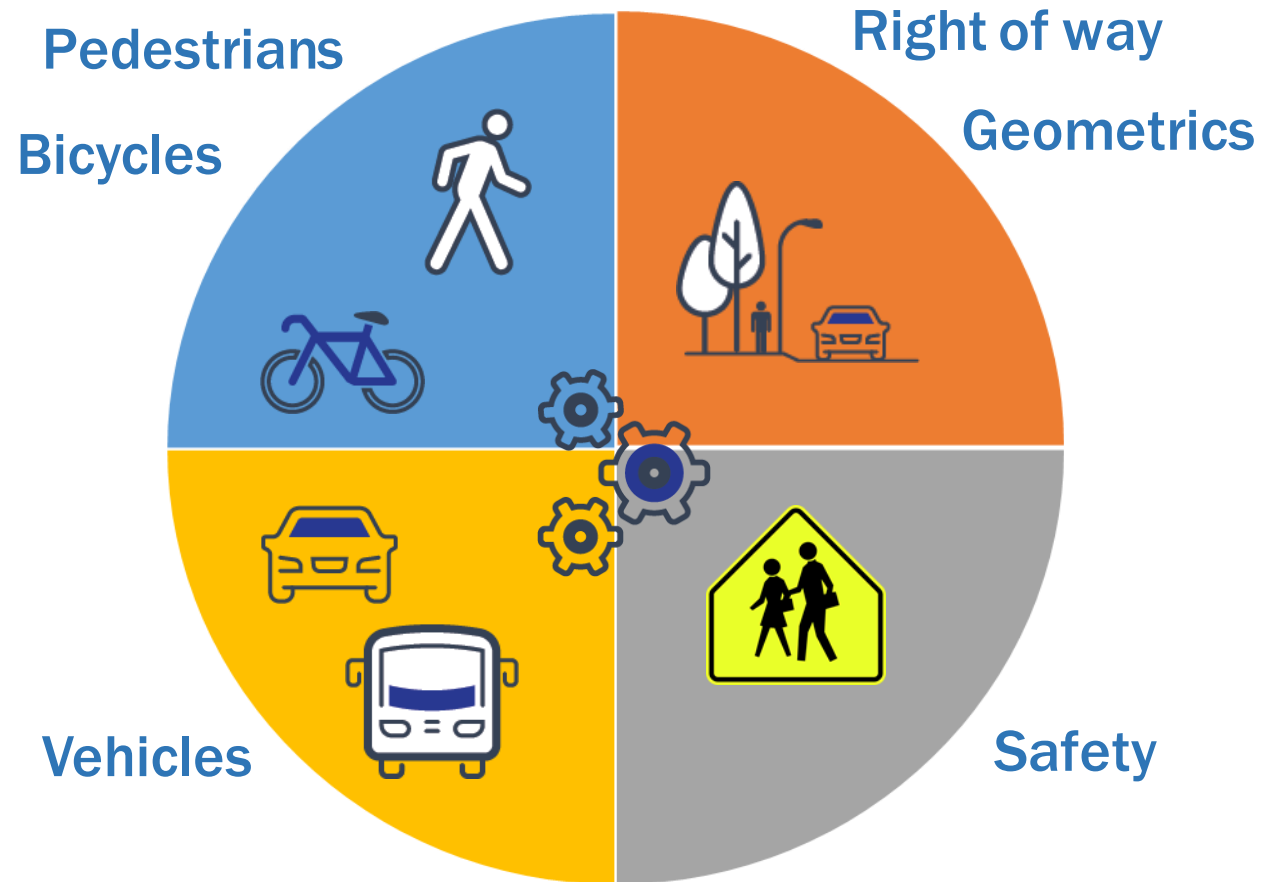 Pedestrians
Bicycles
Right of way
Geometrics
Vehicles
Safety